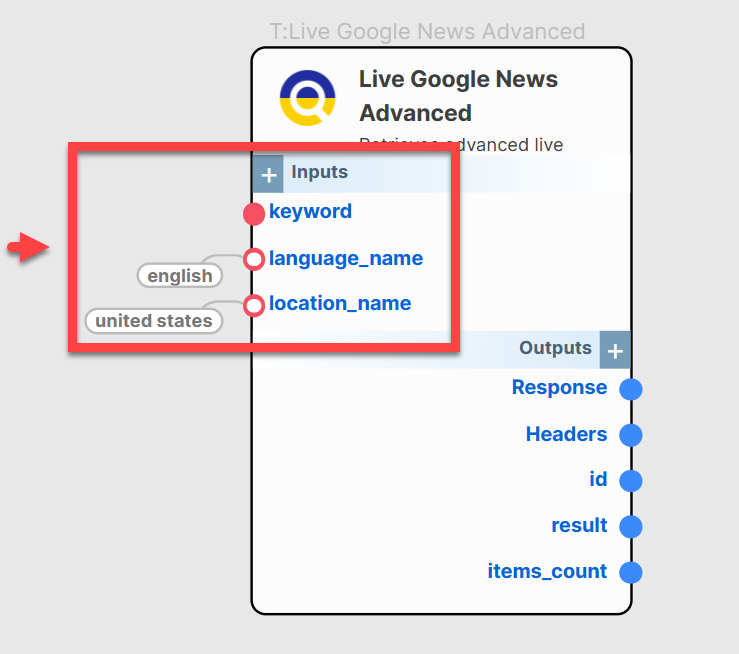 T:Live Google News Advanced
Live Google News
Advanced
Retrieves advanced live
+ Inputs
keyword
language_name
english
location_name
united states
Outputs +
Response
Headers
id
result
items_count